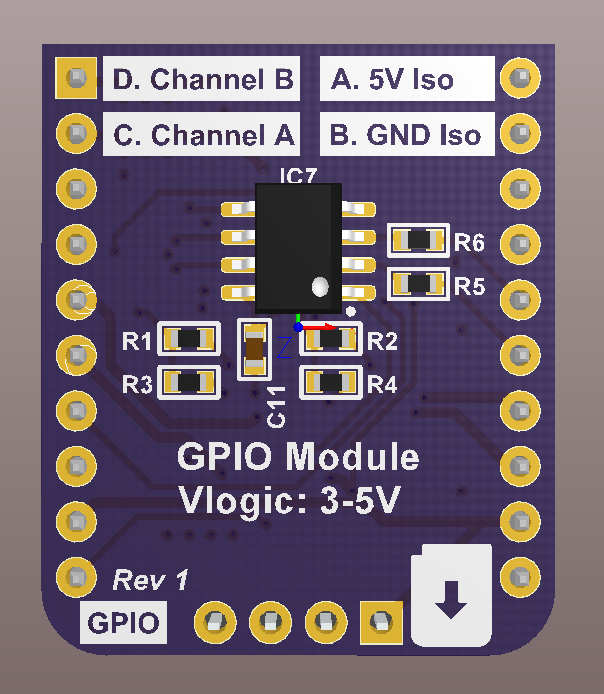 D. Channel B
A. 5V Iso
C. Channel A
B. GND Iso
IC7
R6
R5
R1
R2
Z
R3
R4
C11
GPIO Module
Vlogic: 3-5V
Rev 1
GPIO